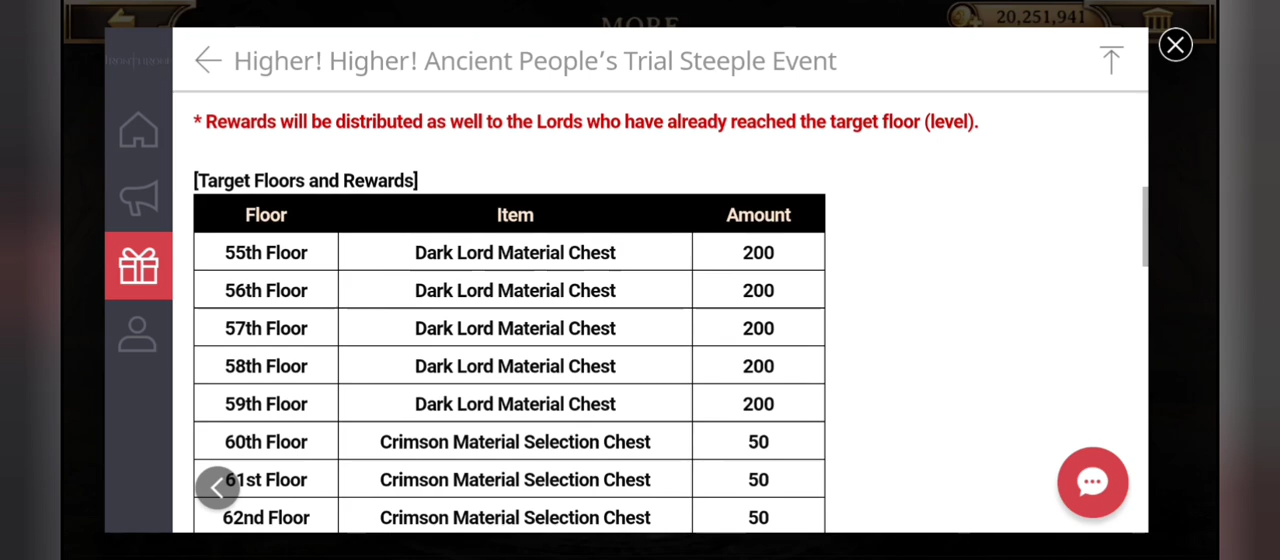 MORE
20,251,941
Higher! Higher! Ancient People's Trial Steeple Event
* Rewards will be distributed as well to the Lords who have already reached the target floor (level).
[Target Floors and Rewards]
Floor Item Amount
55th Floor Dark Lord Material Chest 200
56th Floor Dark Lord Material Chest 200
57th Floor Dark Lord Material Chest 200
58th Floor Dark Lord Material Chest 200
59th Floor Dark Lord Material Chest 200
60th Floor Crimson Material Selection Chest 50
61st Floor Crimson Material Selection Chest 50
62nd Floor Crimson Material Selection Chest 50